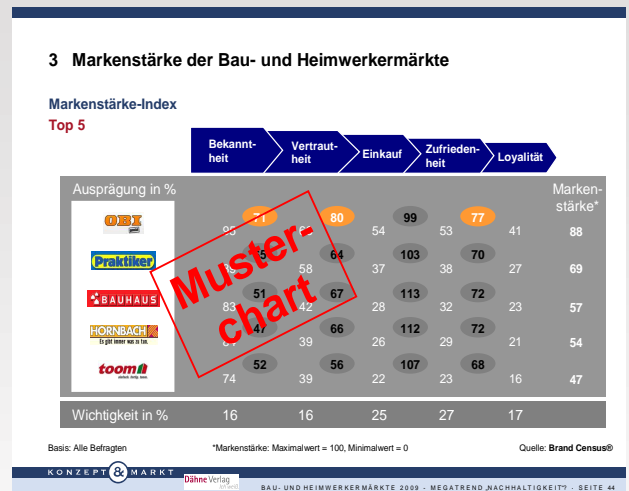 3 Markenstärke der Bau- und Heimwerkermärkte
Markenstärke-Index
Top 5
Bekannt-
heit
Vertraut-
heit
Einkauf
Zufrieden-
heit
Loyalität
Ausprägung in %
Marken-
stärke*
OBI
71 80 99 77
54 53 41 88
Praktiker
64 103 70
58 37 38 27 69
BAUHAUS
51 67 113 72
83 42 28 32 23 57
HORNBACH
Es gibt immer was zu tun.
47 66 112 72
39 26 29 21 54
toom
52 56 107 68
74 39 22 23 16 47
Muster-
chart
Wichtigkeit in % 16 16 25 27 17
Basis: Alle Befragten *Markenstärke: Maximalwert = 100, Minimalwert = 0 Quelle: Brand Census®
KONZEPT & MARKT
Dähne Verlag
BAU- UND HEIMWERKERMÄRKTE 2009 - MEGATREND „NACHHALTIGKEIT“? - SEITE 44